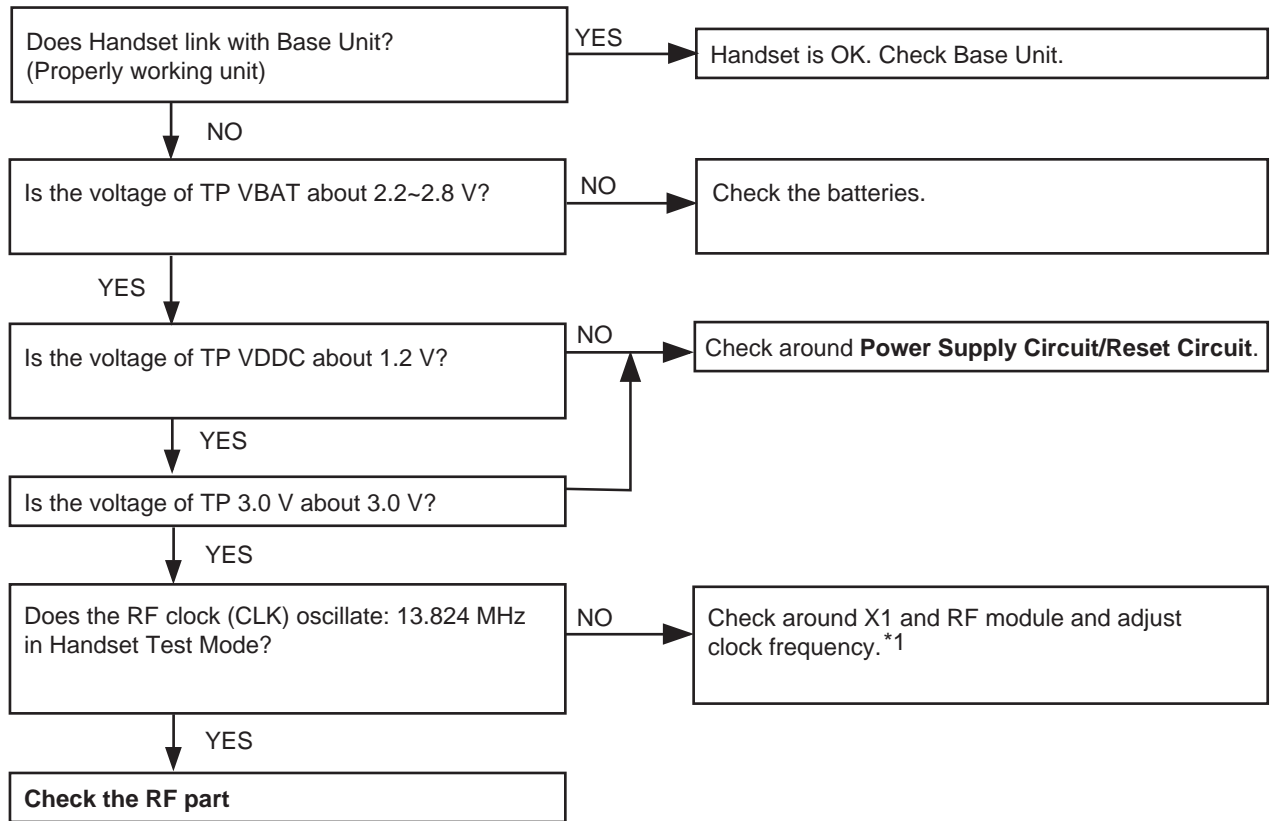 Does Handset link with Base Unit?
(Properly working unit)
YES
Handset is OK. Check Base Unit.
NO
Is the voltage of TP VBAT about 2.2~2.8 V?
NO
Check the batteries.
YES
Is the voltage of TP VDDC about 1.2 V?
NO
Check around Power Supply Circuit/Reset Circuit.
YES
Is the voltage of TP 3.0 V about 3.0 V?
YES
Does the RF clock (CLK) oscillate: 13.824 MHz
in Handset Test Mode?
NO
Check around X1 and RF module and adjust
clock frequency.*1
YES
Check the RF part